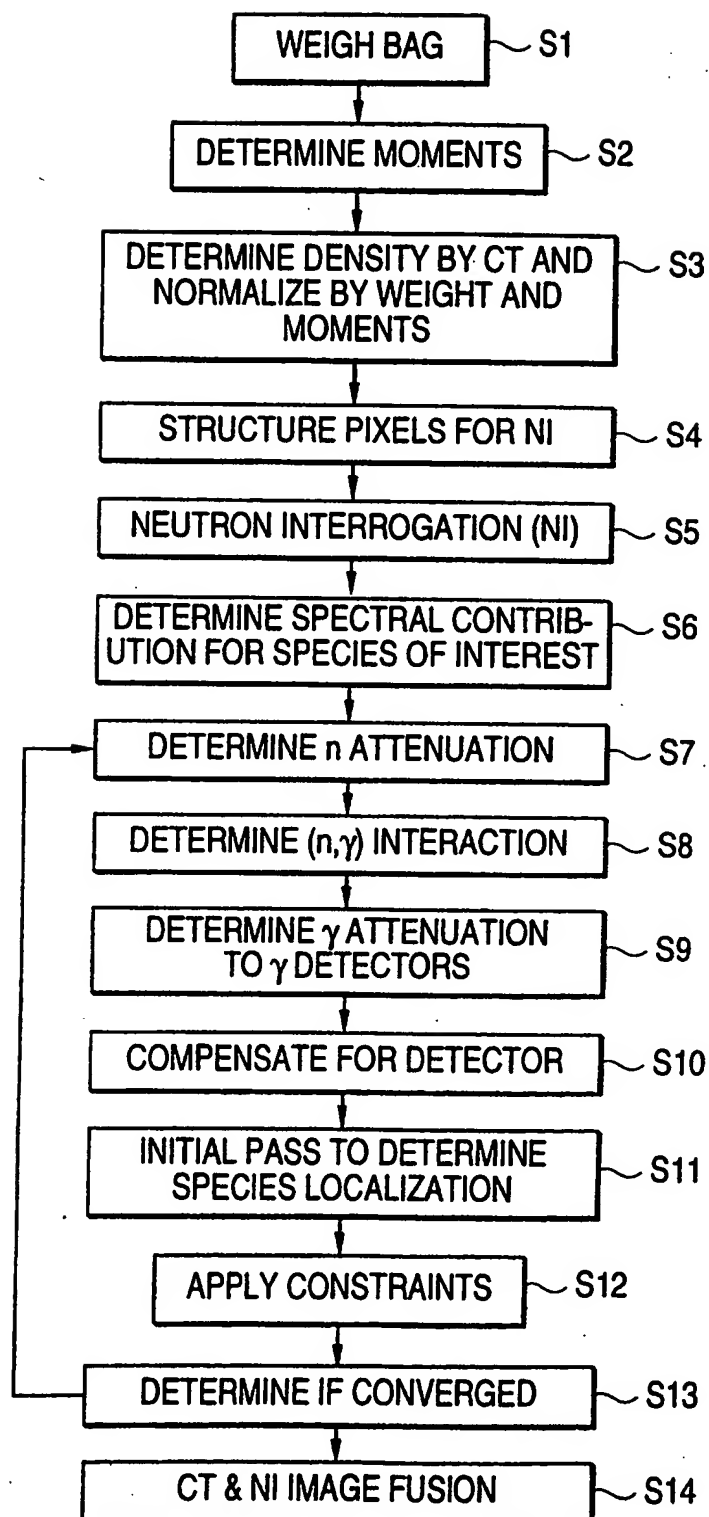 WEIGH BAG S1
DETERMINE MOMENTS S2
DETERMINE DENSITY BY CT AND
NORMALIZE BY WEIGHT AND
MOMENTS
S3
STRUCTURE PIXELS FOR NI S4
NEUTRON INTERROGATION (NI) S5
DETERMINE SPECTRAL CONTRIB-
UTION FOR SPECIES OF INTEREST
S6
DETERMINE n ATTENUATION S7
DETERMINE (n,γ) INTERACTION S8
DETERMINE γ ATTENUATION
TO γ DETECTORS
S9
COMPENSATE FOR DETECTOR S10
INITIAL PASS TO DETERMINE
SPECIES LOCALIZATION
S11
APPLY CONSTRAINTS S12
DETERMINE IF CONVERGED S13
CT & NI IMAGE FUSION S14